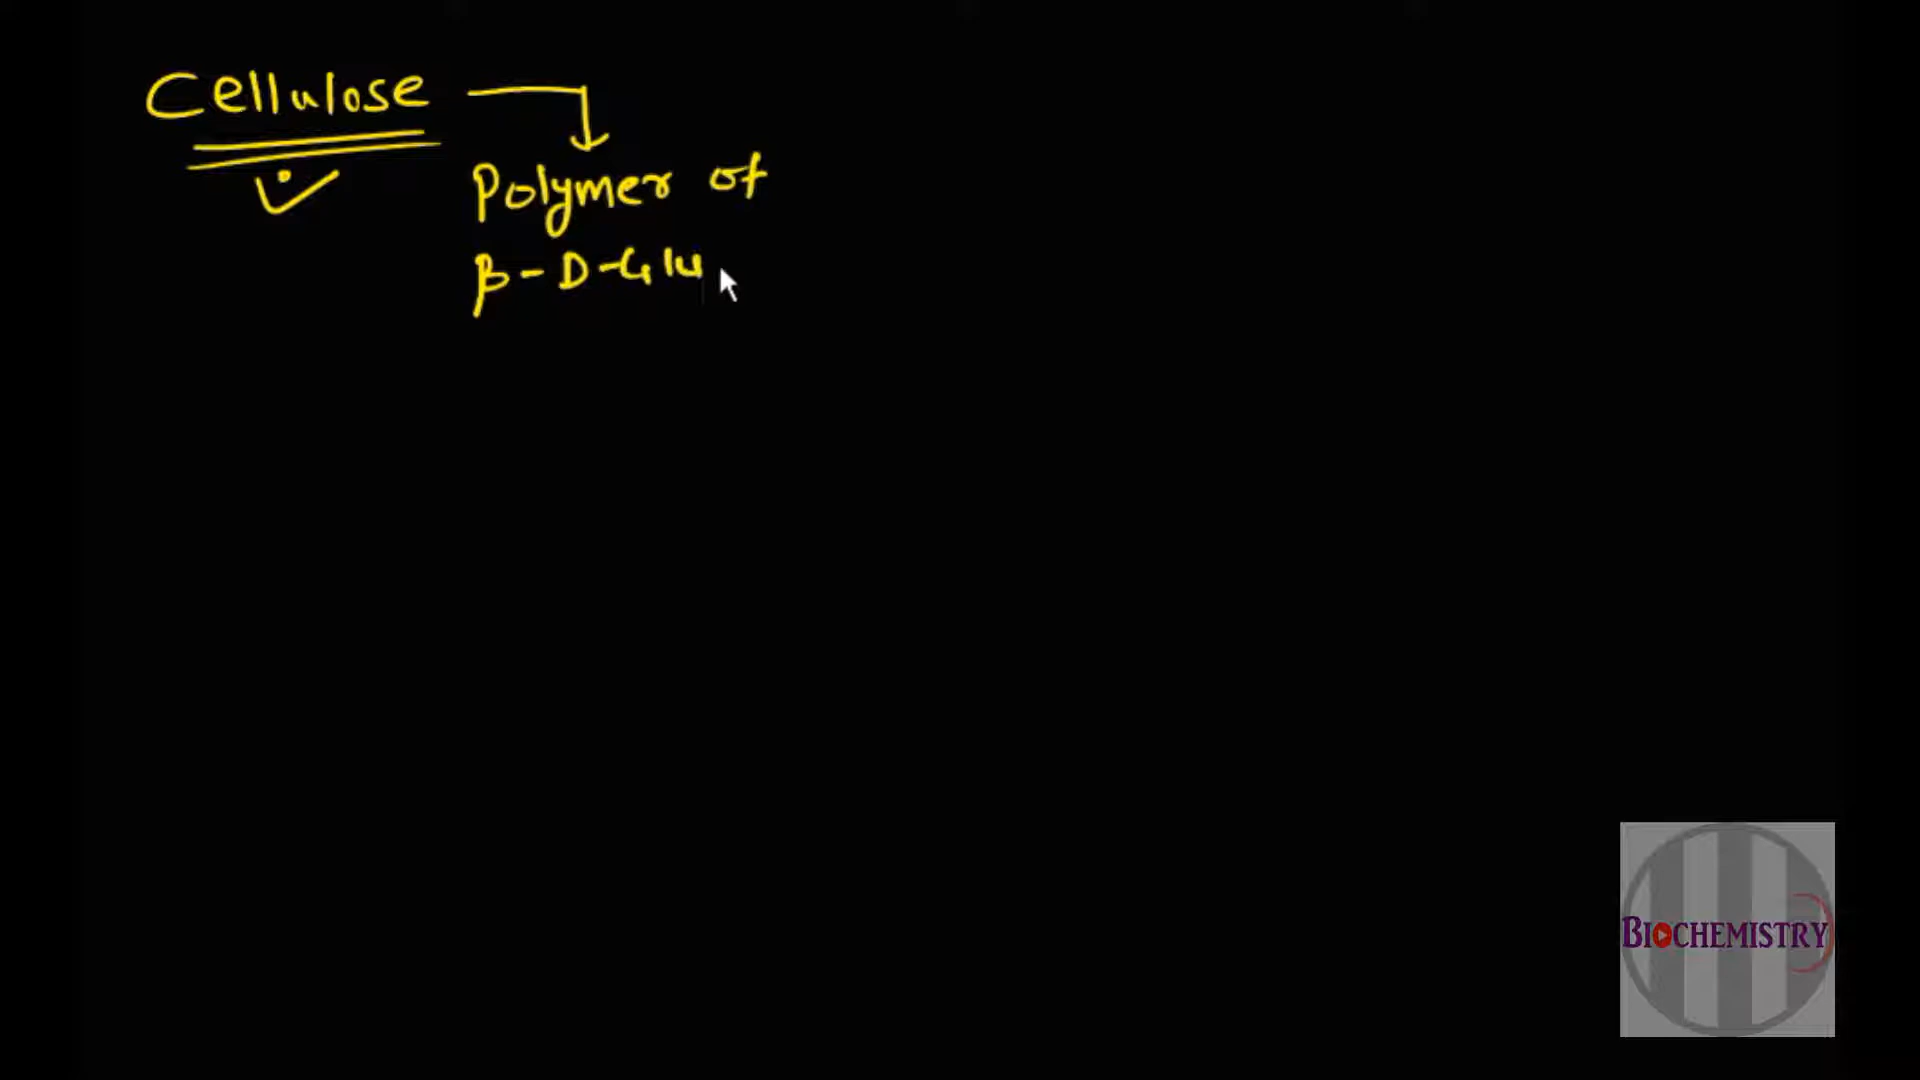 Cellulose
Polymer of
β-D-Glu
BIOCHEMISTRY